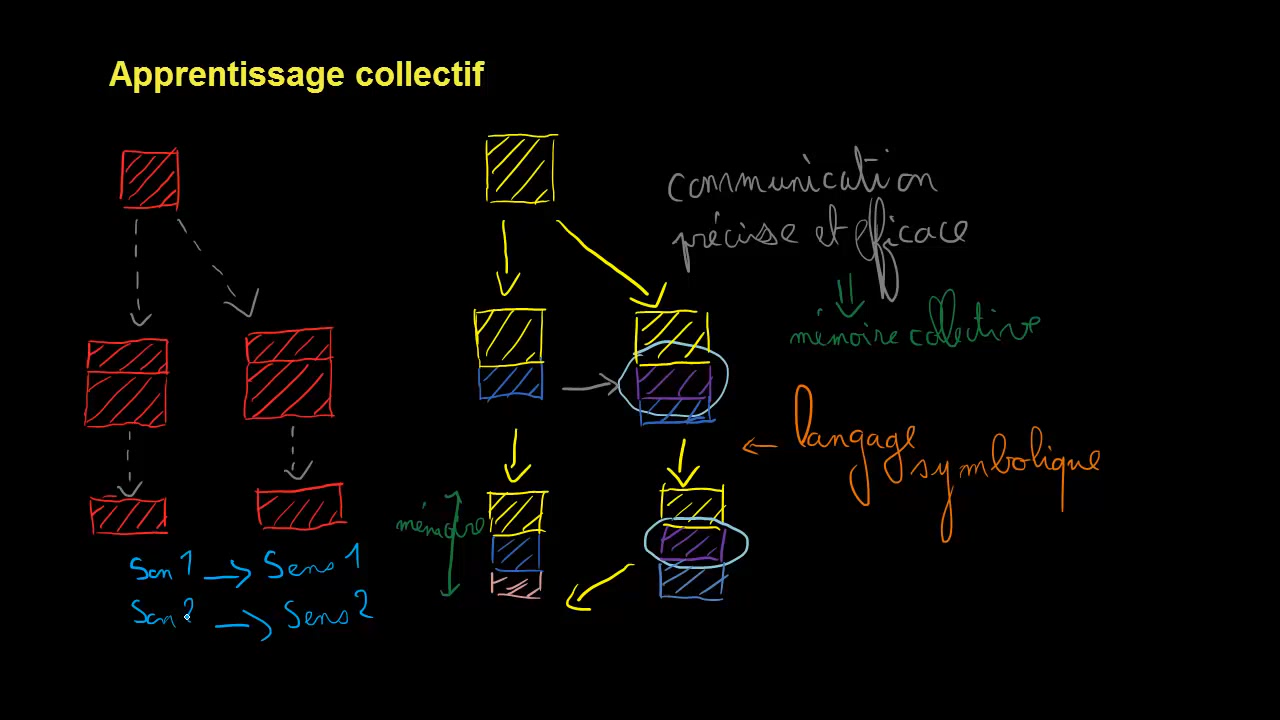 Apprentissage collectif
communication
précise et efficace
mémoire collective
langage
symbolique
mémoire
Son 1 Sens 1
Son 2 Sens 2